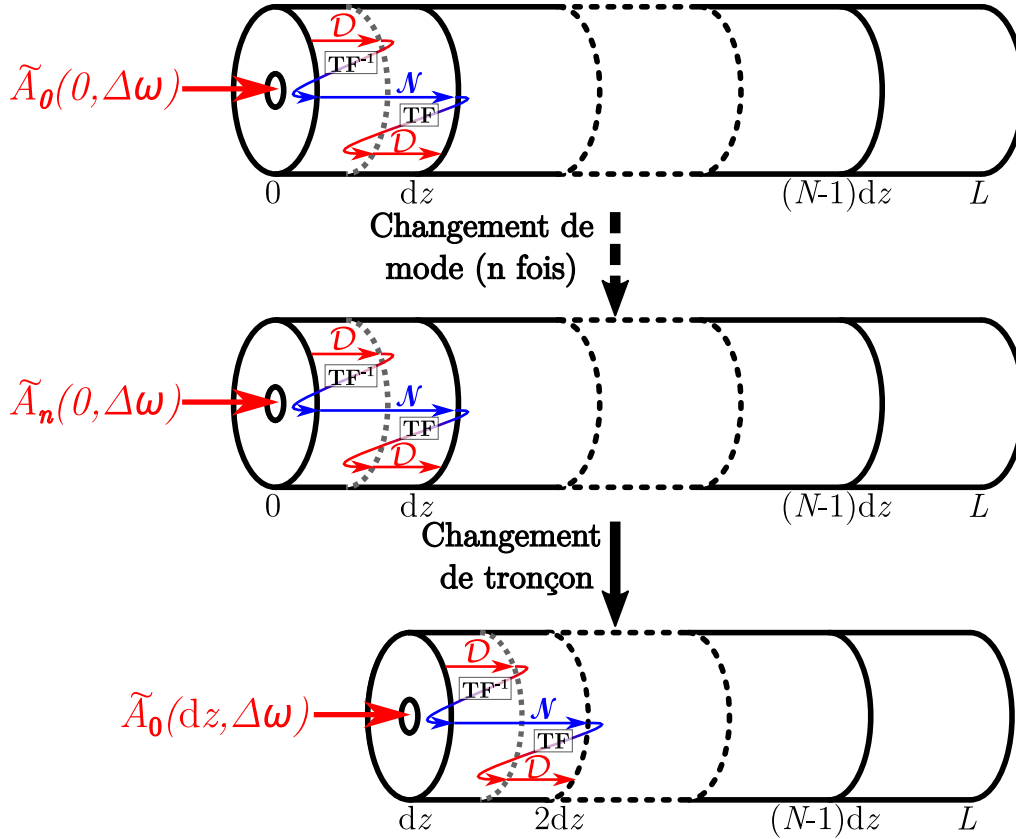 𝒟
TF⁻¹
Ã₀(0,Δω)
𝒩
TF
𝒟
0 dz (N-1)dz L
Changement de
mode (n fois)
𝒟
TF⁻¹
Ãₙ(0,Δω)
𝒩
TF
𝒟
0 dz (N-1)dz L
Changement
de tronçon
𝒟
TF⁻¹
Ã₀(dz,Δω)
𝒩
TF
𝒟
dz 2dz (N-1)dz L